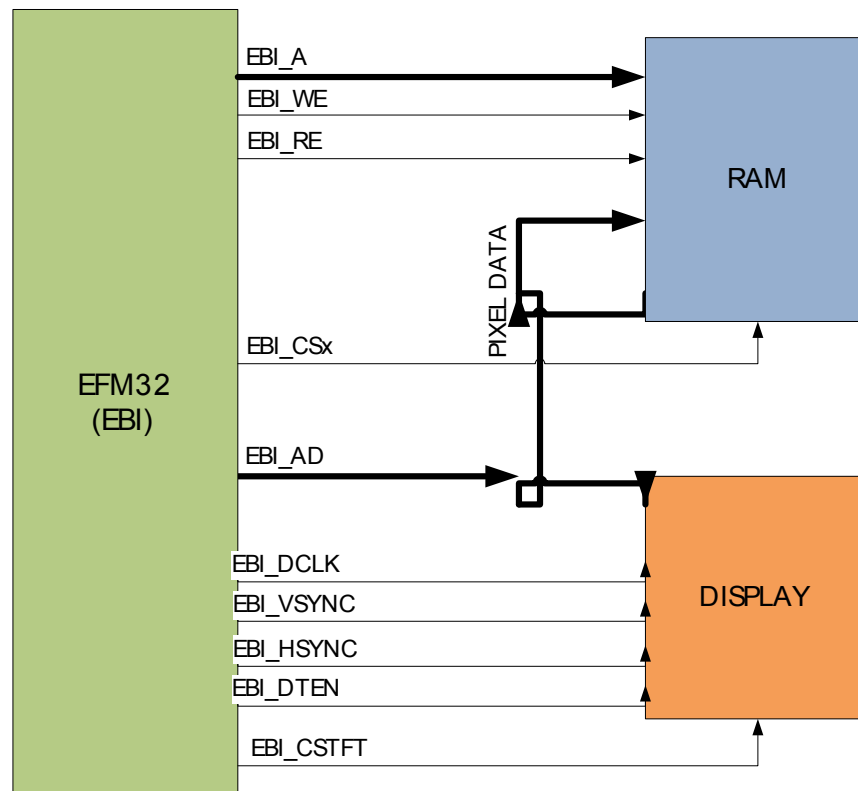 EBI_A
EBI_WE
EBI_RE
RAM
PIXEL DATA
EBI_CSx
EFM32
(EBI)
EBI_AD
EBI_DCLK
EBI_VSYNC
DISPLAY
EBI_HSYNC
EBI_DTEN
EBI_CSTFT